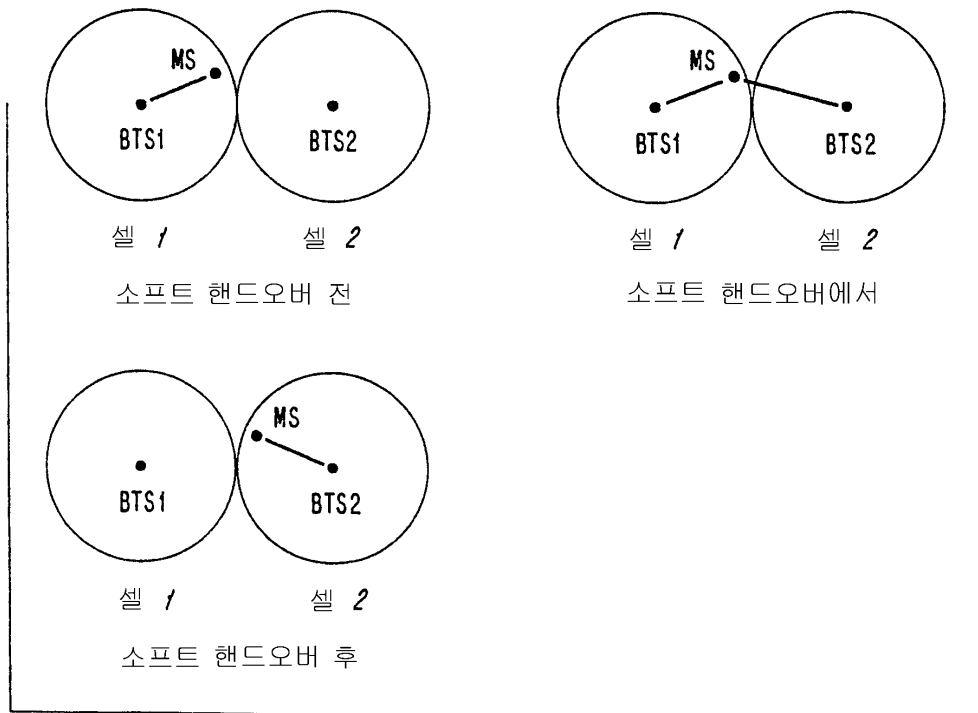 MS
BTS1 BTS2
셀 1 셀 2
소프트 핸드오버 전
MS
BTS1 BTS2
셀 1 셀 2
소프트 핸드오버에서
MS
BTS1 BTS2
셀 1 셀 2
소프트 핸드오버 후